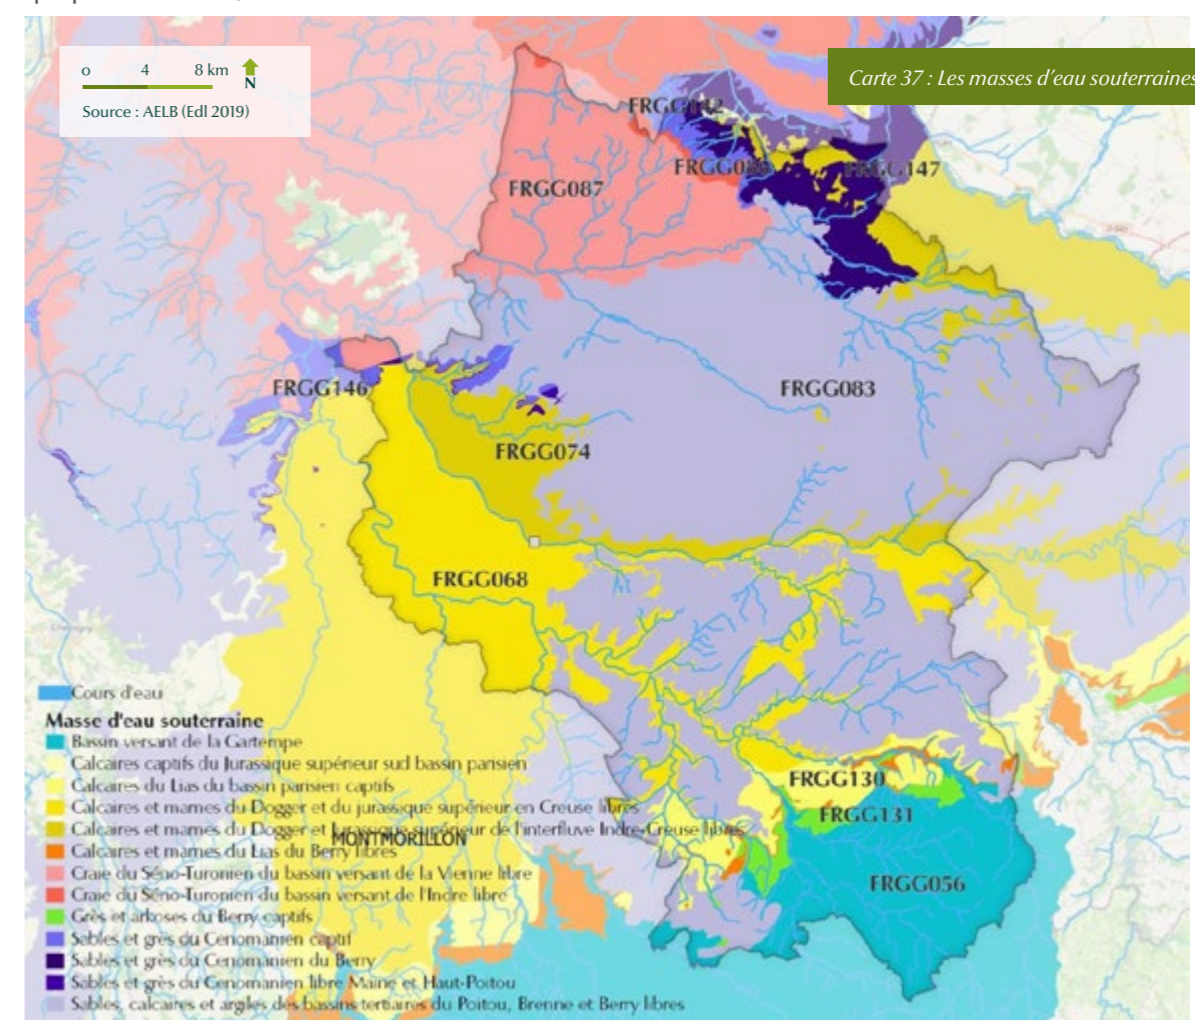 0 4 8 km
N
Source : AELB (Edl 2019)
Carte 37 : Les masses d'eau souterraines
FRGG087
FRGG147
FRGG146
FRGG083
FRGG074
FRGG068
FRGG130
FRGG131
FRGG056
MONTMORILLON
Cours d'eau
Masse d'eau souterraine
Bassin versant de la Gartempe
Calcaires captifs du Jurassique supérieur sud bassin parisien
Calcaires du Lias du bassin parisien captifs
Calcaires et marnes du Dogger et du jurassique supérieur en Creuse libres
Calcaires et marnes du Dogger et Jurassique supérieur de l'interfluve Indre-Creuse libres
Calcaires et marnes du Lias du Berry libres
Craie du Séno-Turonien du bassin versant de la Vienne libre
Craie du Séno-Turonien du bassin versant de l'Indre libre
Grès et arkoses du Berry captifs
Sables et grès du Cenomanien captif
Sables et grès du Cenomanien du Berry
Sables et grès du Cenomanien libre Maine et Haut-Poitou
Sables, calcaires et argiles des bassins tertiaires du Poitou, Brenne et Berry libres